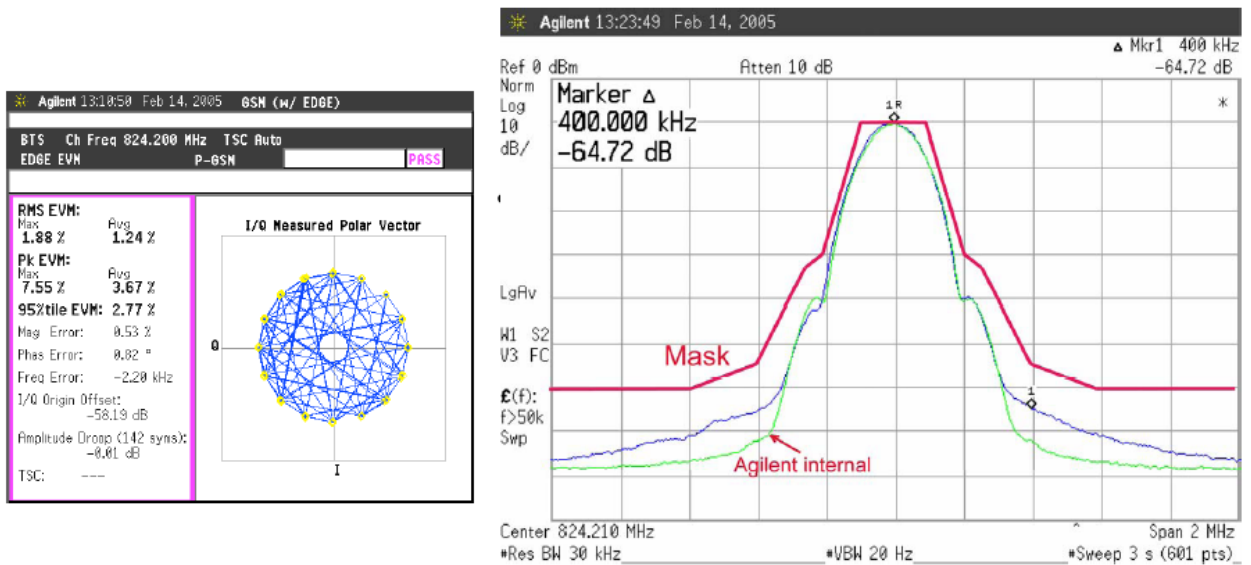 Agilent 13:10:50 Feb 14, 2005 GSM (w/ EDGE)
BTS Ch Freq 824.200 MHz TSC Auto
EDGE EVM P-GSM PASS
RMS EVM:
Max Avg
1.88 % 1.24 %
Pk EVM:
Max Avg
7.55 % 3.67 %
95%tile EVM: 2.77 %
Mag Error: 0.53 %
Phas Error: 0.82 °
Freq Error: -2.20 kHz
I/Q Origin Offset:
-58.19 dB
Amplitude Droop (142 syms):
-0.01 dB
TSC: ---
I/Q Measured Polar Vector
Q
I
Agilent 13:23:49 Feb 14, 2005
Δ Mkr1 400 kHz
Ref 0 dBm Atten 10 dB -64.72 dB
Norm
Log
10
dB/
Marker Δ
400.000 kHz
-64.72 dB
1R
*
LgAv
W1 S2
V3 FC
Mask
£(f):
f>50k
Swp
1
Agilent internal
Center 824.210 MHz ^ Span 2 MHz
#Res BW 30 kHz #VBW 20 Hz #Sweep 3 s (601 pts)